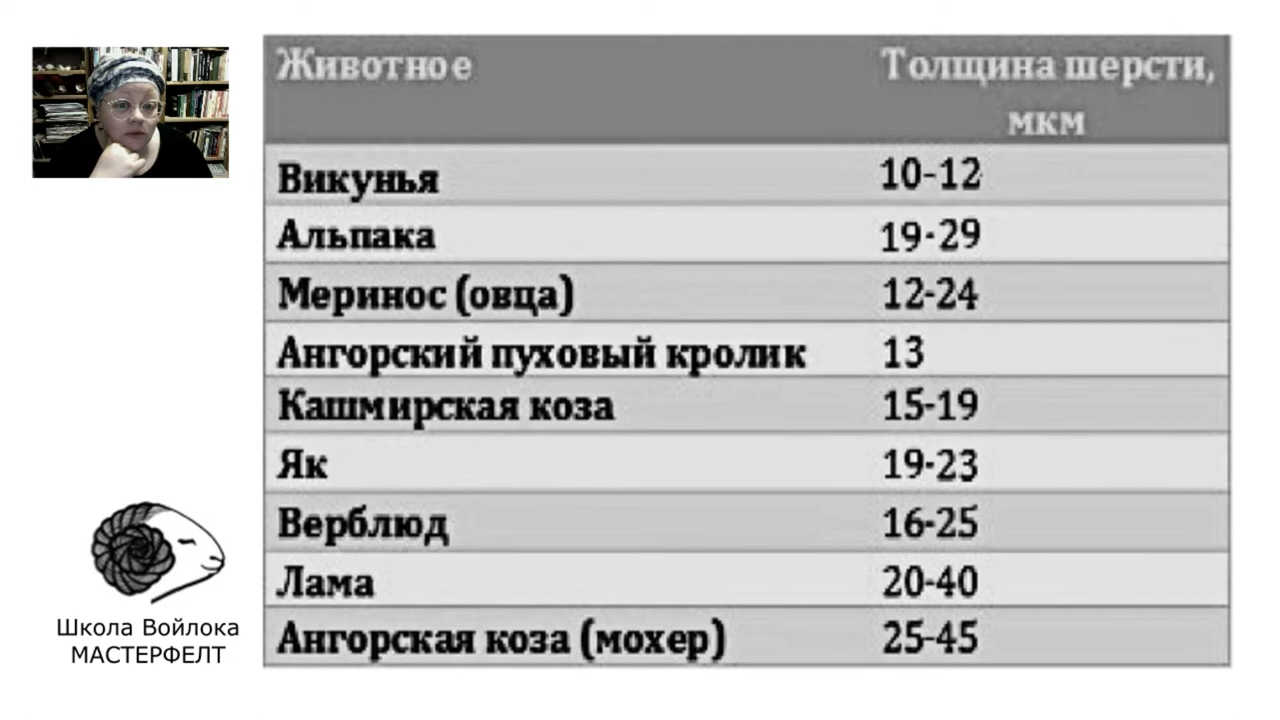 Животное Толщина шерсти,
мкм
Викунья 10-12
Альпака 19-29
Меринос (овца) 12-24
Ангорский пуховый кролик 13
Кашмирская коза 15-19
Як 19-23
Верблюд 16-25
Лама 20-40
Ангорская коза (мохер) 25-45
Школа Войлока
МАСТЕРФЕЛТ